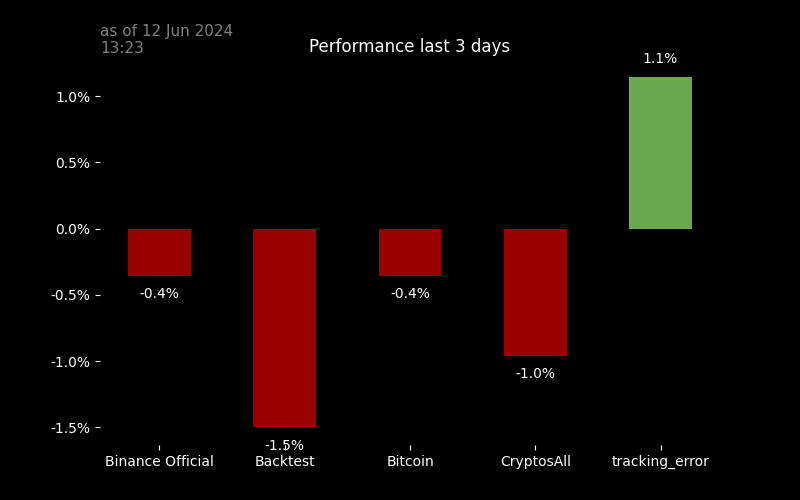 as of 12 Jun 2024
13:23
Performance last 3 days
1.1%
1.0%
0.5%
0.0%
-0.5%
-1.0%
-1.5%
-0.4%
-1.5%
-0.4%
-1.0%
Binance Official
Backtest
Bitcoin
CryptosAll
tracking_error